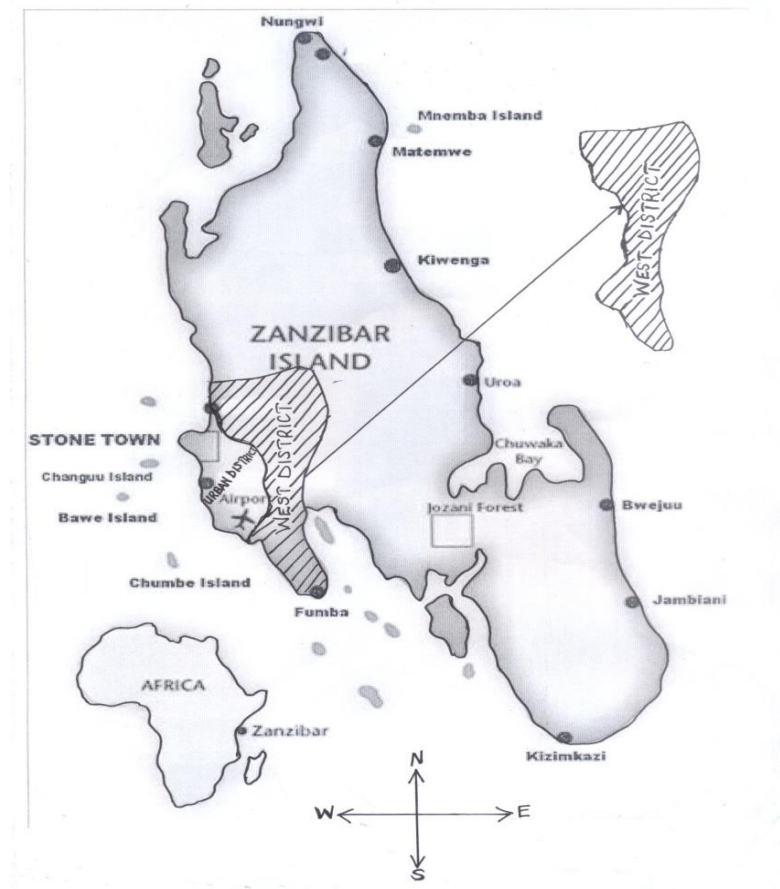 Nungwi
Mnemba Island
Matemwe
Kiwenga
ZANZIBAR
ISLAND
WEST DISTRICT
Uroa
STONE TOWN
WEST DISTRICT
Chuwaka
Bay
Changuu Island
URBAN DISTRICT
Airpor
Bawe Island
Jozani Forest
Bwejuu
Chumbe Island
Fumba
Jambiani
AFRICA
Zanzibar
Kizimkazi
N
W
E
S